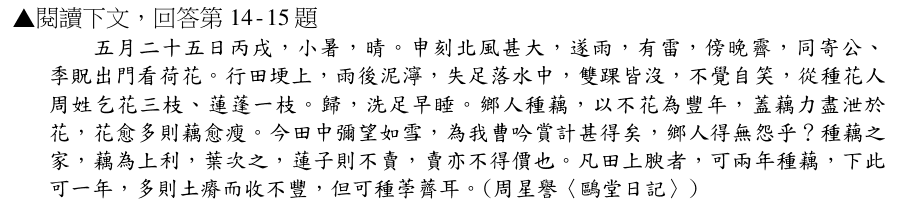 ▲閱讀下文，回答第 14-15 題
五月二十五日丙戌，小暑，晴。申刻北風甚大，遂雨，有雷，傍晚霽，同寄公、
季貺出門看荷花。行田埂上，雨後泥濘，失足落水中，雙踝皆沒，不覺自笑，從種花人
周姓乞花三枝、蓮蓬一枝。歸，洗足早睡。鄉人種藕，以不花為豐年，蓋藕力盡泄於
花，花愈多則藕愈瘦。今田中彌望如雪，為我曹吟賞計甚得矣，鄉人得無怨乎？種藕之
家，藕為上利，葉次之，蓮子則不賣，賣亦不得價也。凡田上腴者，可兩年種藕，下此
可一年，多則土瘠而收不豐，但可種荸薺耳。(周星譽〈鷗堂日記〉)